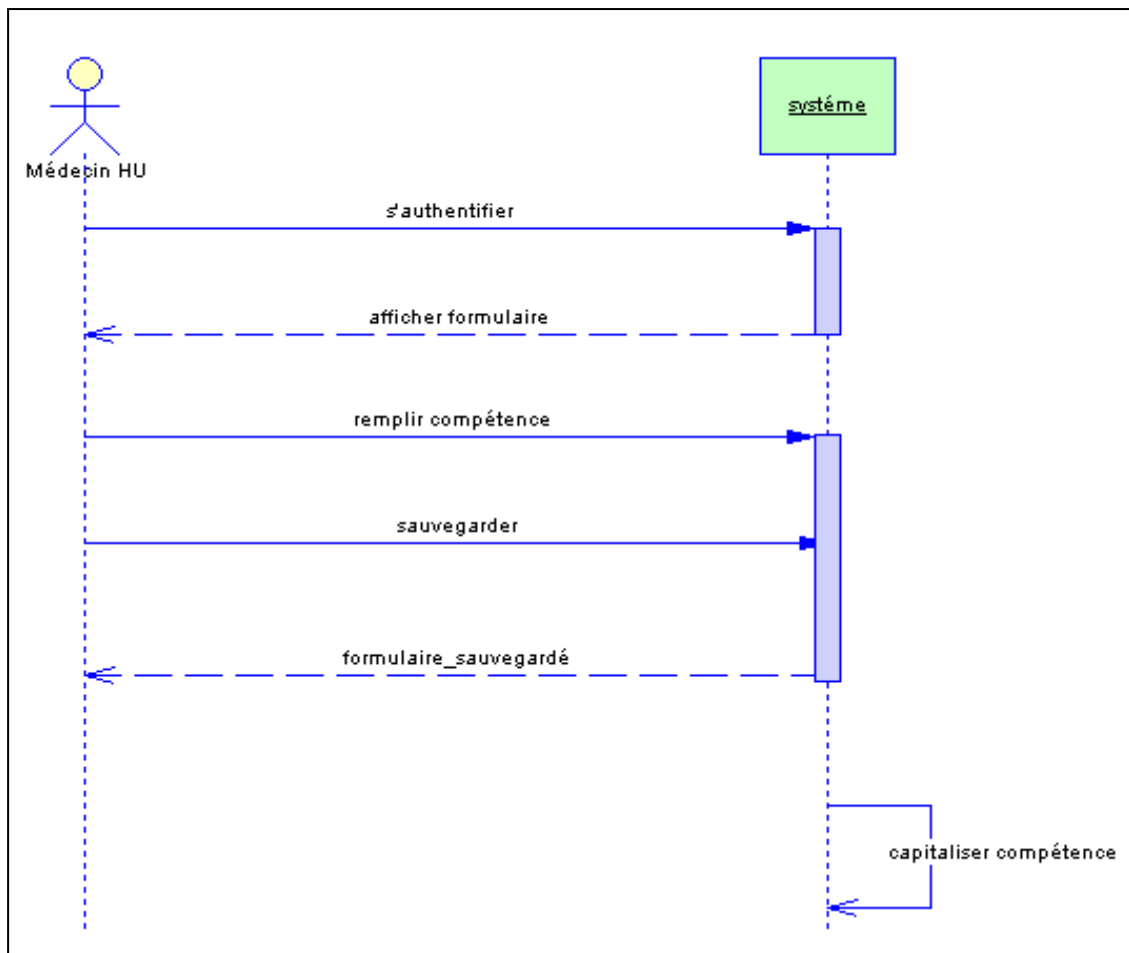 systéme
Médecin HU
s'authentifier
afficher formulaire
remplir compétence
sauvegarder
formulaire_sauvegardé
capitaliser compétence